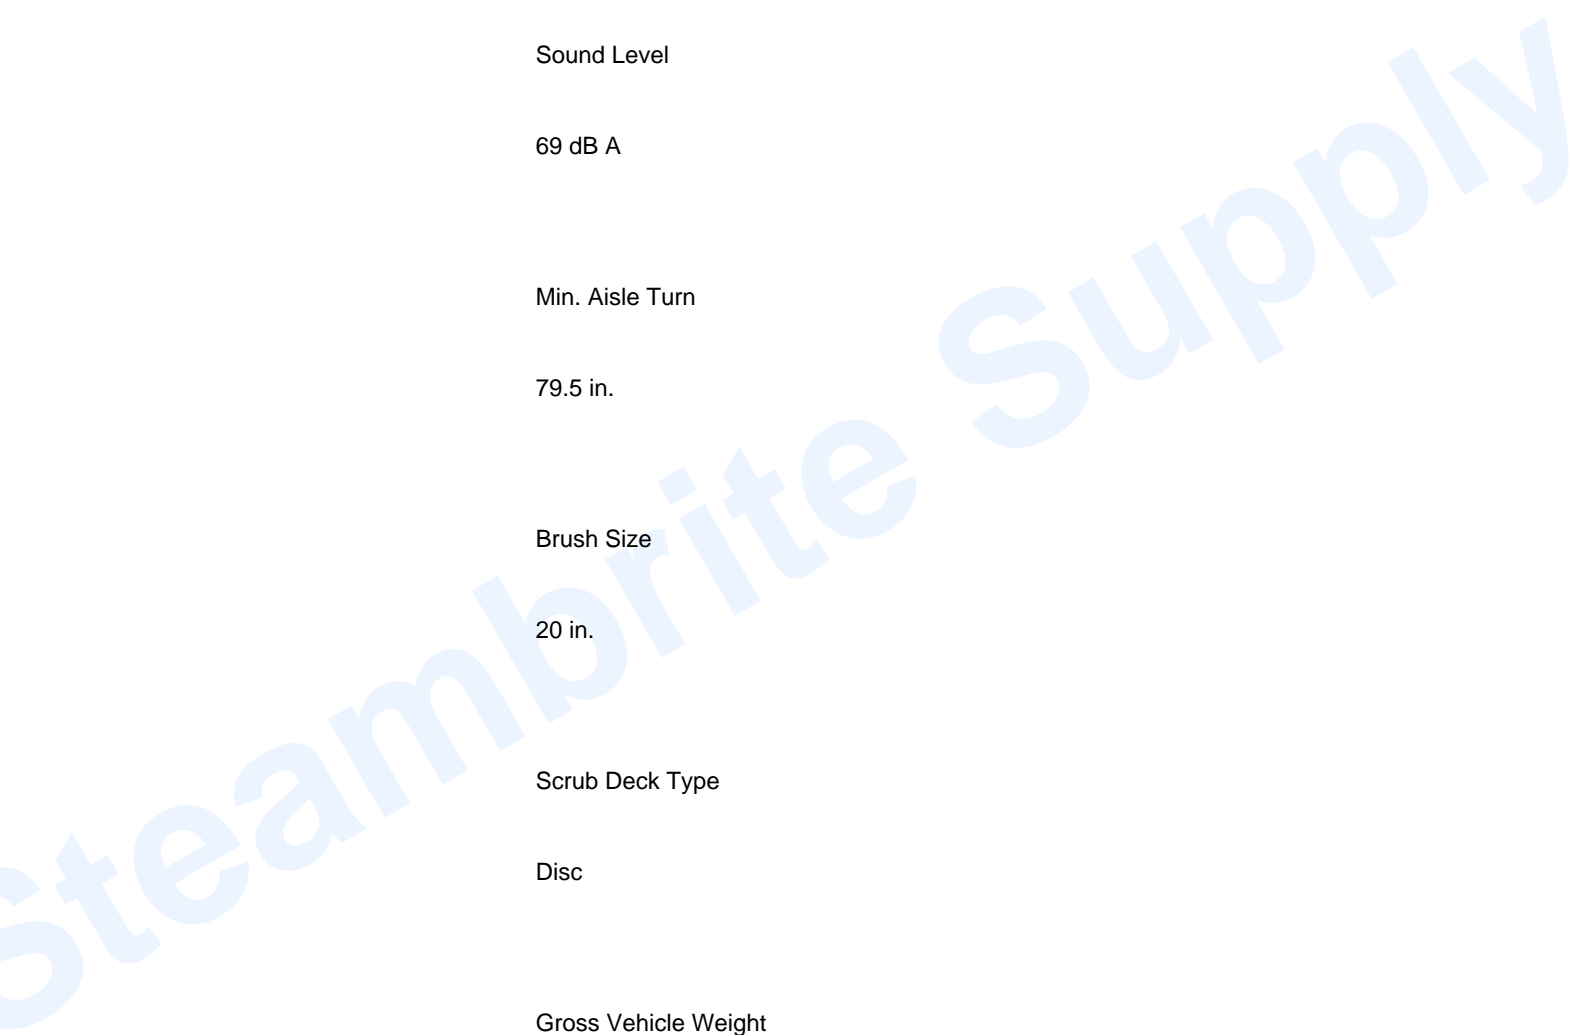 Sound Level
69 dB A
Min. Aisle Turn
79.5 in.
Brush Size
20 in.
Scrub Deck Type
Disc
Gross Vehicle Weight
Steambrite Supply